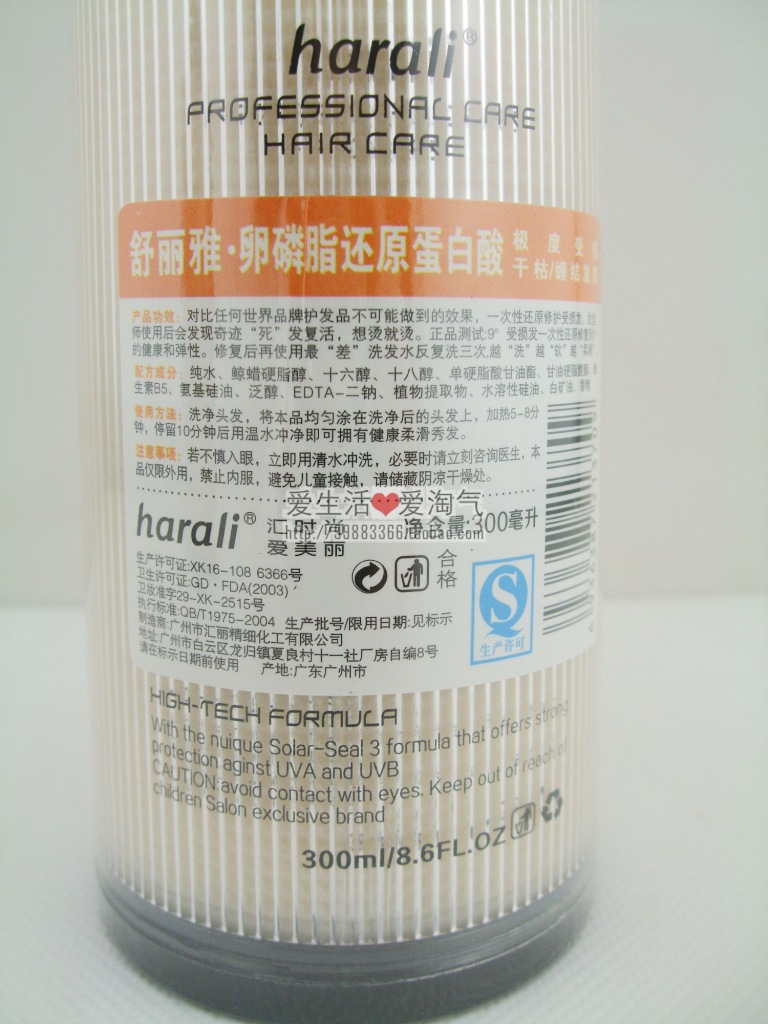 harali®
PROFESSIONAL CARE
HAIR CARE
舒丽雅·卵磷脂还原蛋白酸
极度受
干枯/缠结发
产品功效：对比任何世界品牌护发品不可能做到的效果，一次性还原修护受损发，发
师使用后会发现奇迹“死”发复活，想烫就烫。正品测试:9°受损发一次性还原修复
的健康和弹性。修复后再使用最“差”洗发水反复洗三次,越“洗”越“软”越
配方成分：纯水、鲸蜡硬脂醇、十六醇、十八醇、单硬脂酸甘油酯、甘油硬脂酸
生素B5、氨基硅油、泛醇、EDTA-二钠、植物提取物、水溶性硅油、白矿油、香精
使用方法：洗净头发，将本品均匀涂在洗净后的头发上，加热5-8分
钟，停留10分钟后用温水冲净即可拥有健康柔滑秀发。
注意事项：若不慎入眼，立即用清水冲洗，必要时请立刻咨询医生，本
品仅限外用，禁止内服，避免儿童接触，请储藏阴凉干燥处。
爱生活❤爱淘气
http://39883366.taobao.com
harali® 汇时尚 净含量:300毫升
爱美丽
合格
生产许可证:XK16-108 6366号
卫生许可证:GD·FDA(2003)
卫妆准字29-XK-2515号
执行标准:QB/T1975-2004 生产批号/限用日期:见标示
制造商:广州市汇丽精细化工有限公司
地址:广州市白云区龙归镇夏良村十一社厂房自编8号
请在标示日期前使用 产地:广东广州市
生产许可
HIGH-TECH FORMULA
With the nuique Solar-Seal 3 formula that offers strong
protection aginst UVA and UVB
CAUTION:avoid contact with eyes. Keep out of reach of
children Salon exclusive brand
300ml/8.6FL.OZ